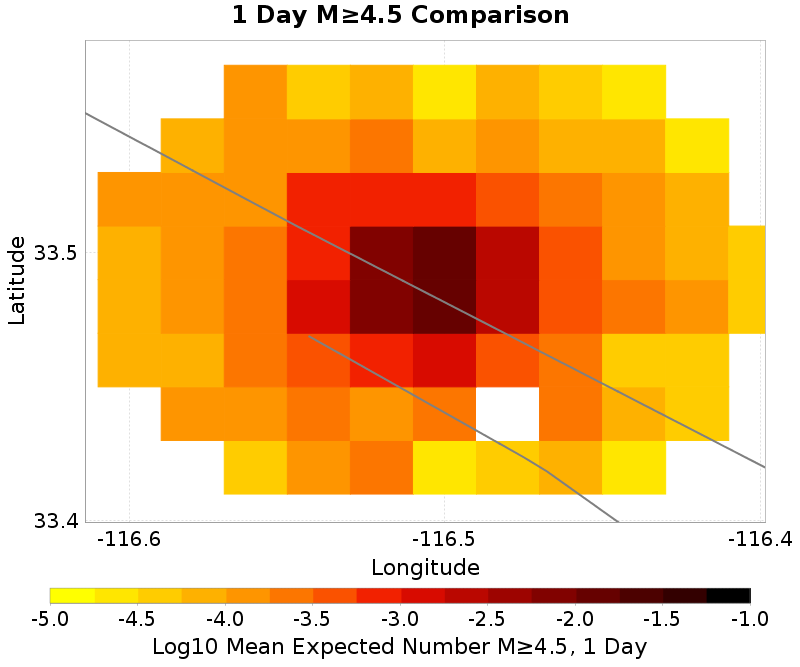 1 Day M≥4.5 Comparison
Latitude
33.5
33.4
-116.6 -116.5 -116.4
Longitude
-5.0 -4.5 -4.0 -3.5 -3.0 -2.5 -2.0 -1.5 -1.0
Log10 Mean Expected Number M≥4.5, 1 Day